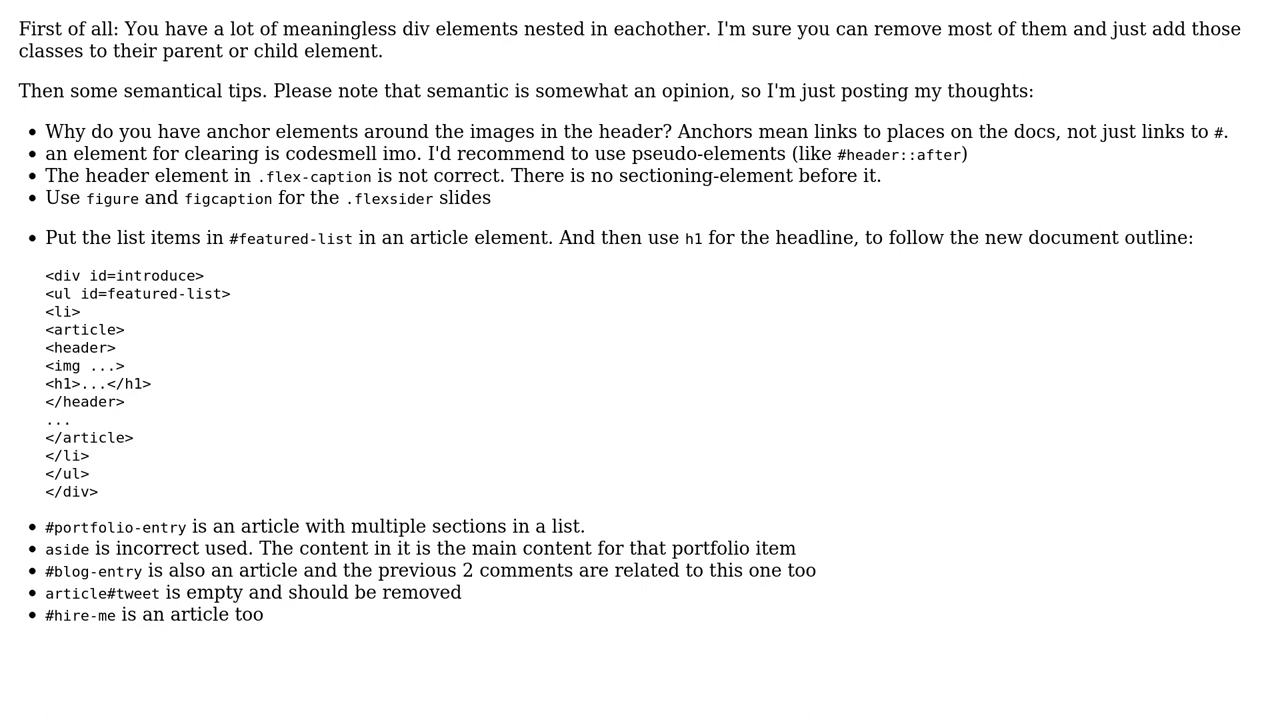 First of all: You have a lot of meaningless div elements nested in eachother. I'm sure you can remove most of them and just add those
classes to their parent or child element.
Then some semantical tips. Please note that semantic is somewhat an opinion, so I'm just posting my thoughts:
• Why do you have anchor elements around the images in the header? Anchors mean links to places on the docs, not just links to #.
• an element for clearing is codesmell imo. I'd recommend to use pseudo-elements (like #header::after)
• The header element in .flex-caption is not correct. There is no sectioning-element before it.
• Use figure and figcaption for the .flexsider slides
• Put the list items in #featured-list in an article element. And then use h1 for the headline, to follow the new document outline:
<div id=introduce>
<ul id=featured-list>
<li>
<article>
<header>
<img ...>
<h1>...</h1>
</header>
...
</article>
</li>
</ul>
</div>
• #portfolio-entry is an article with multiple sections in a list.
• aside is incorrect used. The content in it is the main content for that portfolio item
• #blog-entry is also an article and the previous 2 comments are related to this one too
• article#tweet is empty and should be removed
• #hire-me is an article too